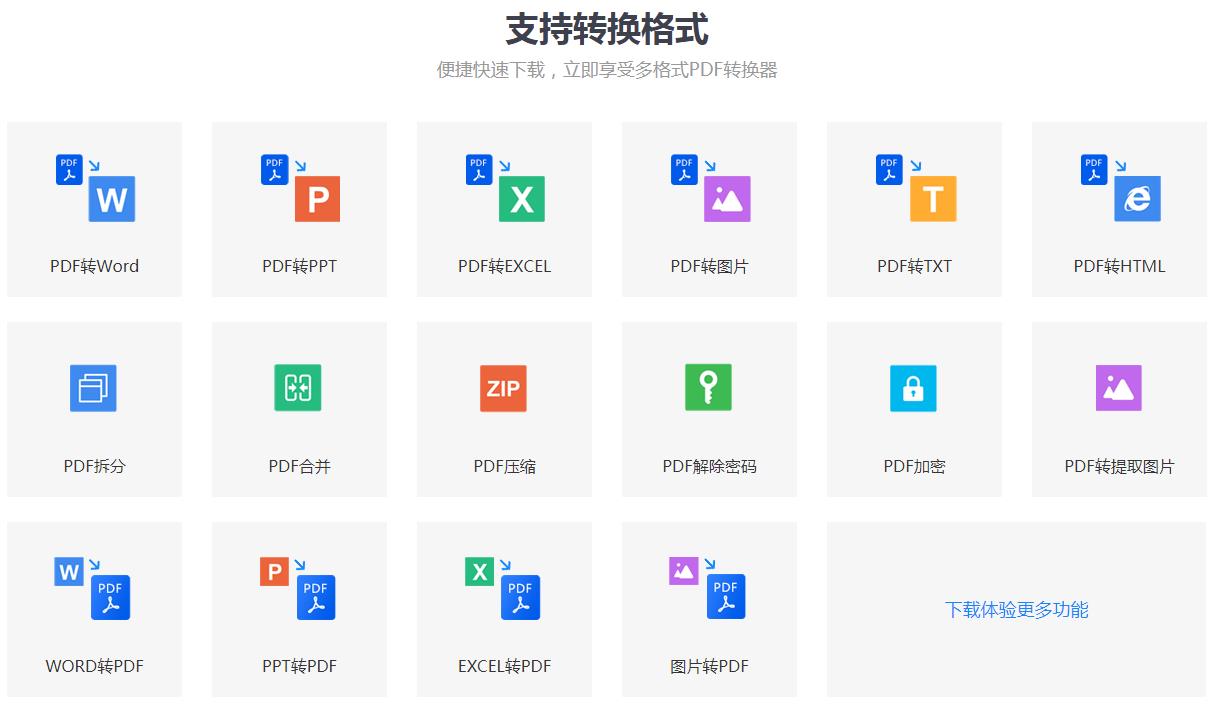 支持转换格式
便捷快速下载，立即享受多格式PDF转换器
PDF W
PDF P
PDF X
PDF
PDF T
PDF
PDF转Word
PDF转PPT
PDF转EXCEL
PDF转图片
PDF转TXT
PDF转HTML
ZIP
PDF拆分
PDF合并
PDF压缩
PDF解除密码
PDF加密
PDF转提取图片
W PDF
P PDF
X PDF
PDF
下载体验更多功能
WORD转PDF
PPT转PDF
EXCEL转PDF
图片转PDF